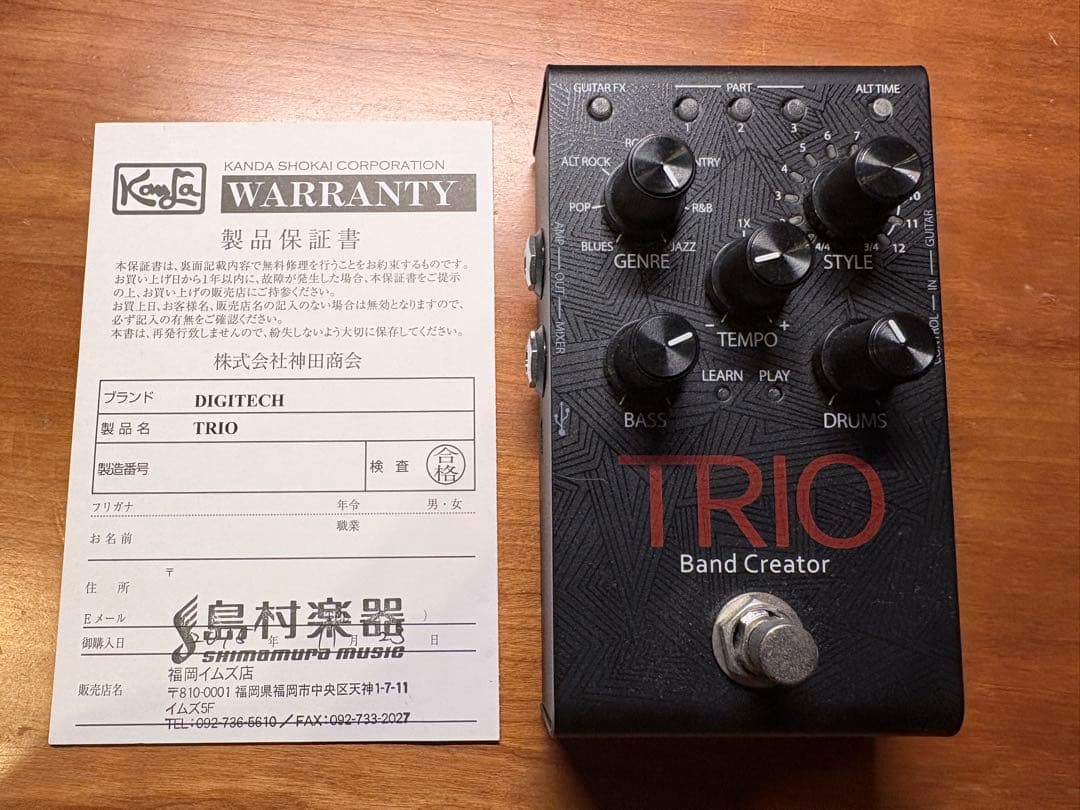 Kanda
KANDA SHOKAI CORPORATION
WARRANTY
製品保証書
本保証書は、裏面記載内容で無料修理を行うことをお約束するものです。
お買い上げ日から1年以内に、故障が発生した場合、本保証書をご提示
の上、お買い上げの販売店にご持参ください。
お買上日、お客様名、販売店名の記入のない場合は無効となりますので、
必ず記入の有無をご確認ください。
本書は、再発行致しませんので、紛失しないよう大切に保存してください。
株式会社神田商会
ブランド DIGITECH
製品名 TRIO
製造番号 検査 合格
フリガナ 年令 男・女
職業
お名前
〒
住所
Eメール )
島村楽器
御購入日 年 月 日
shimamura music
福岡イムズ店
販売店名 〒810-0001 福岡県福岡市中央区天神1-7-11
イムズ5F
TEL:092-736-5610/FAX:092-733-2027
GUITAR FX PART ALT TIME
1 2 3
ALT ROCK
POP R&B
BLUES JAZZ
GENRE
3 4 5 6 7
11 12
4/4 3/4
STYLE
1X
- +
TEMPO
LEARN PLAY
BASS
DRUMS
AMP OUT MIXER
CONTROL IN GUITAR
TRIO
Band Creator